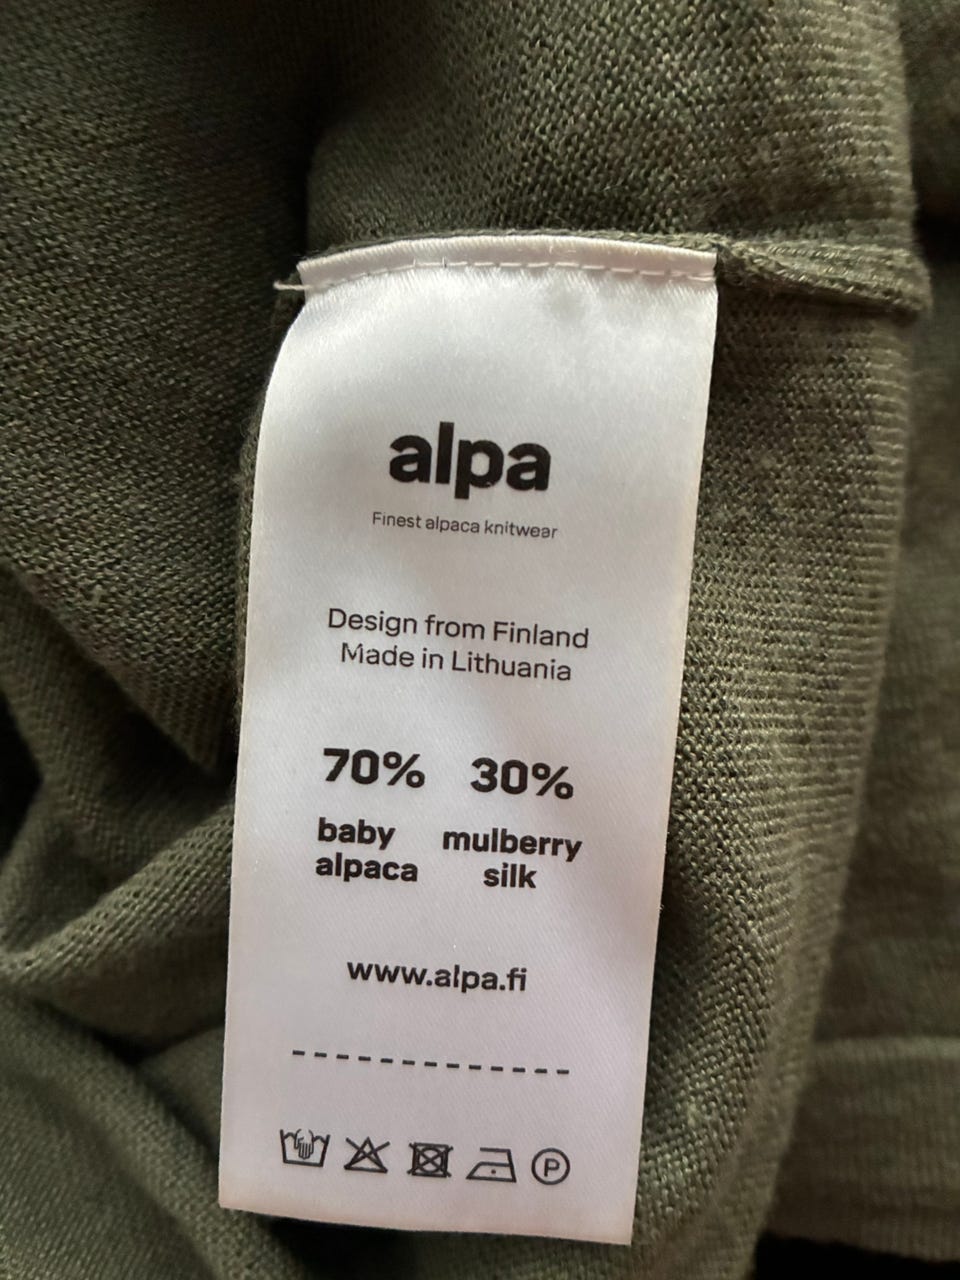 alpa
Finest alpaca knitwear
Design from Finland
Made in Lithuania
70% 30%
baby mulberry
alpaca silk
www.alpa.fi
P